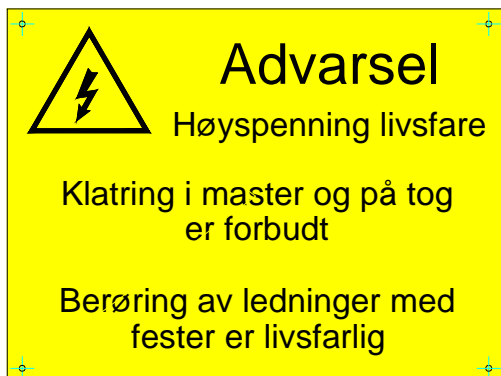 Advarsel
Høyspenning livsfare
Klatring i master og på tog
er forbudt
Berøring av ledninger med
fester er livsfarlig